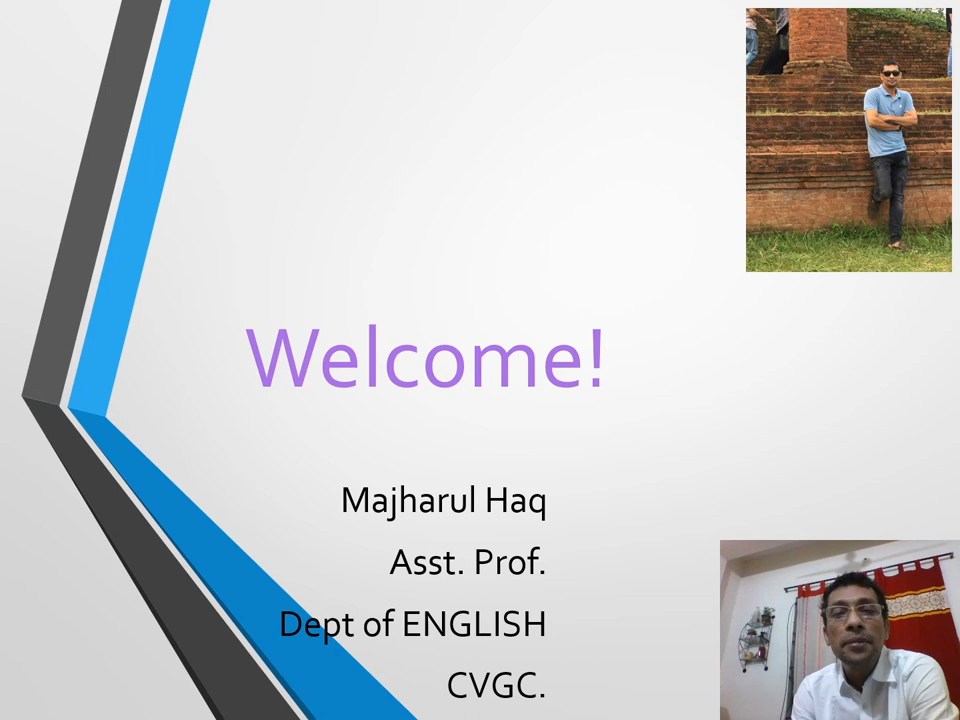 Welcome!
Majharul Haq
Asst. Prof.
Dept of ENGLISH
CVGC.